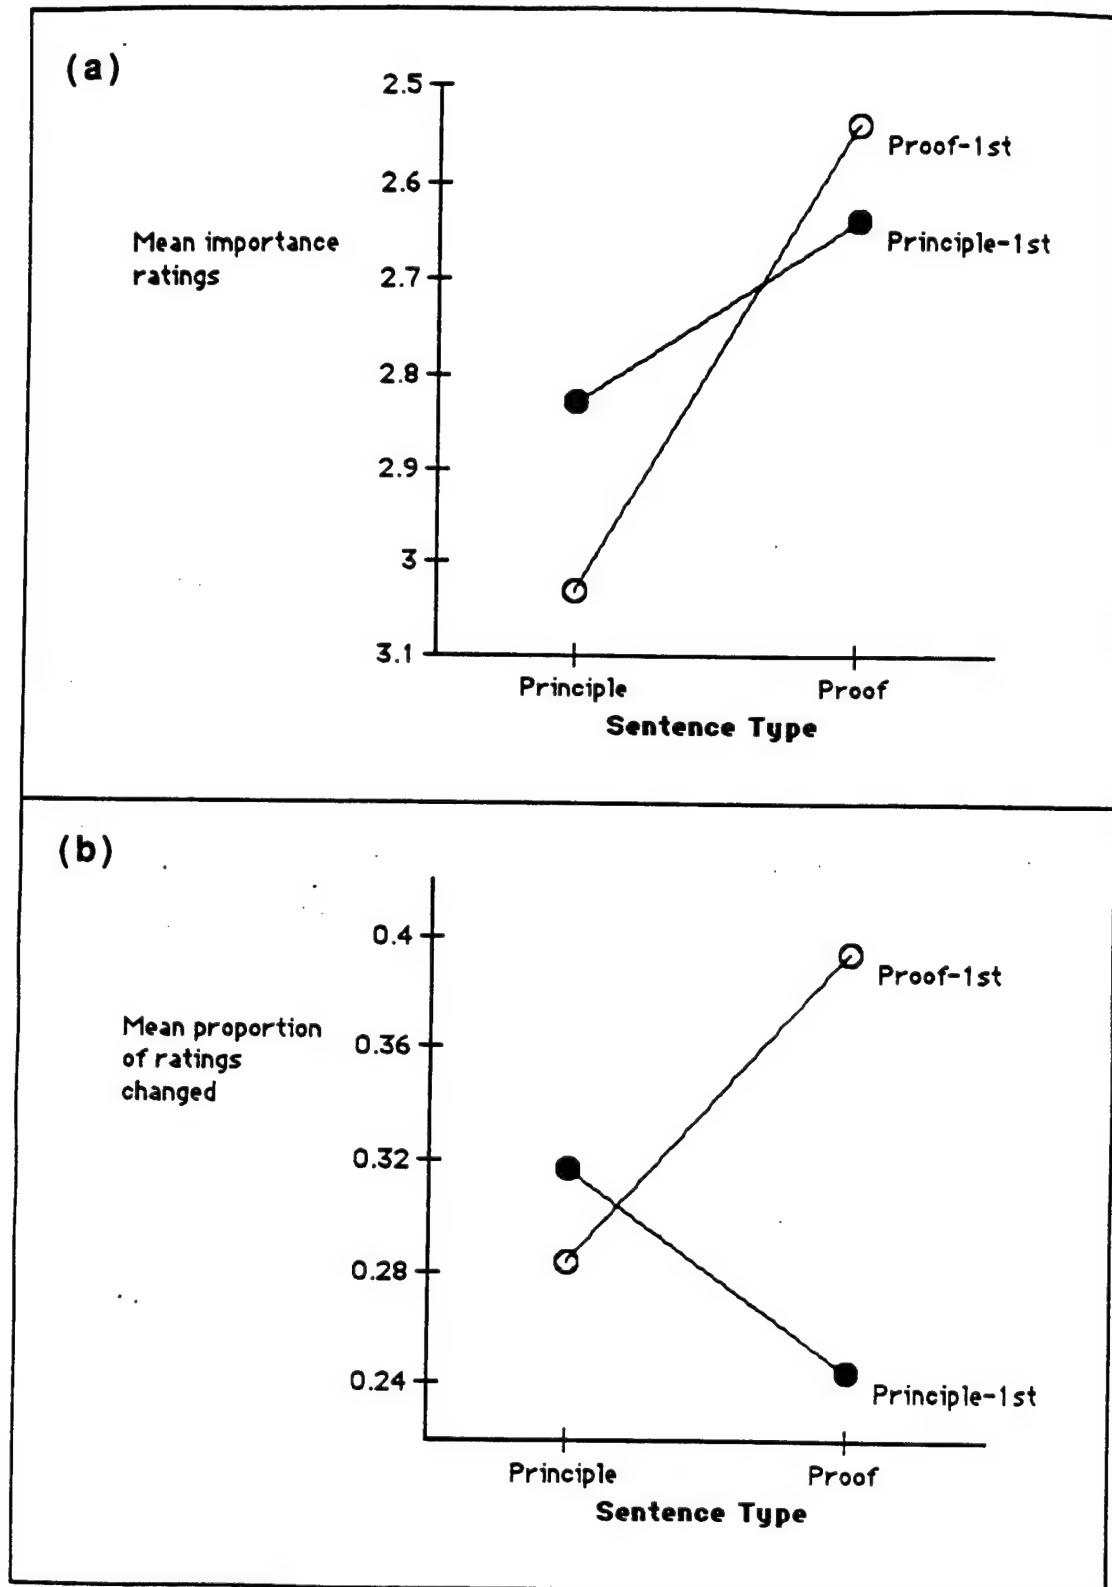 (a)
2.5
Proof-1st
2.6
Mean importance
ratings
Principle-1st
2.7
2.8
2.9
3
3.1
Principle
Proof
Sentence Type
(b)
0.4
Proof-1st
Mean proportion
of ratings
changed
0.36
0.32
0.28
0.24
Principle-1st
Principle
Proof
Sentence Type